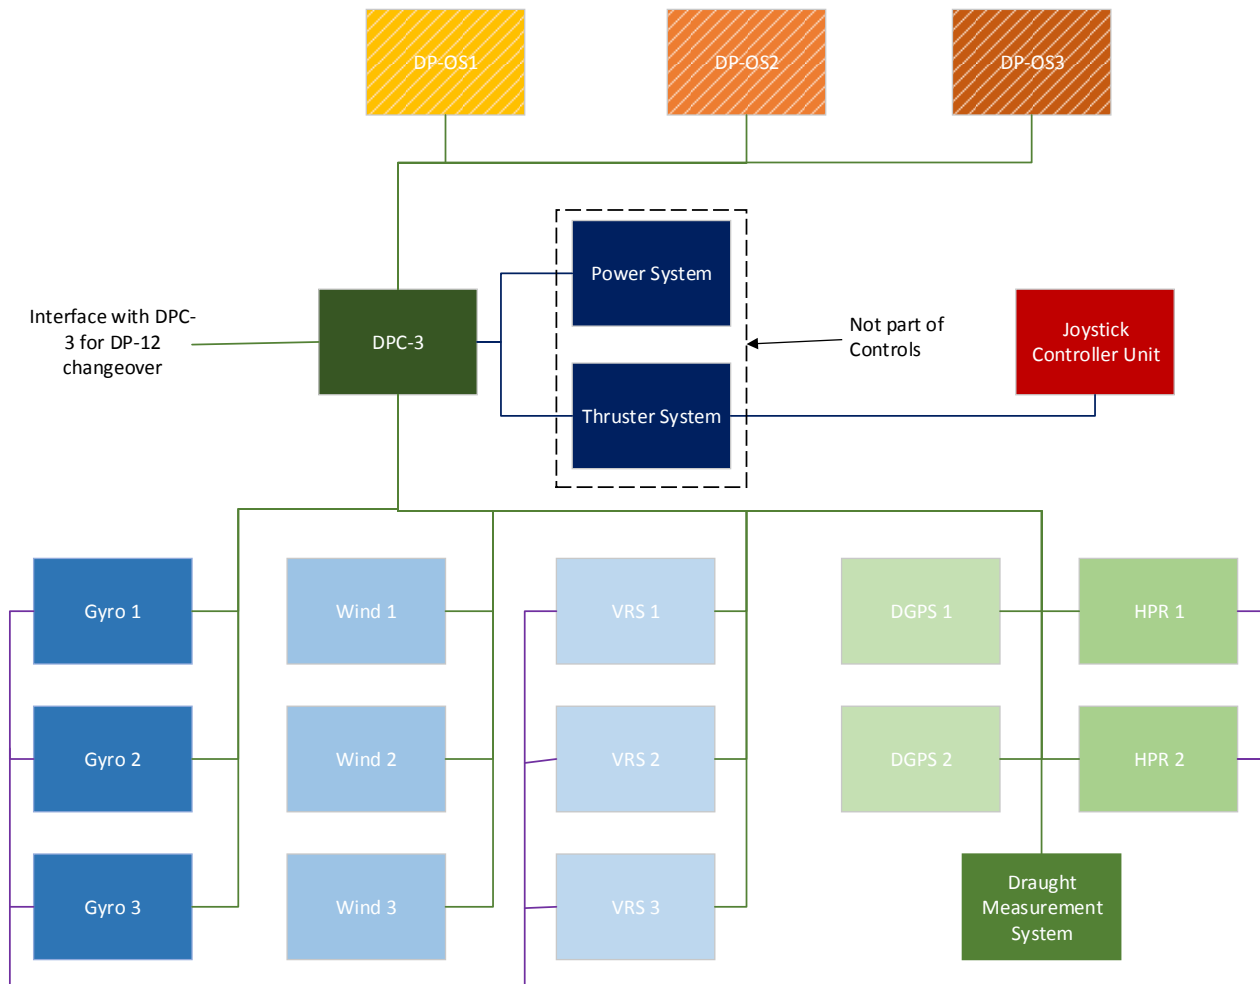 DP-OS1
DP-OS2
DP-OS3
Power System
Interface with DPC-
3 for DP-12
changeover
DPC-3
Not part of
Controls
Joystick
Controller Unit
Thruster System
Gyro 1
Wind 1
VRS 1
DGPS 1
HPR 1
Gyro 2
Wind 2
VRS 2
DGPS 2
HPR 2
Gyro 3
Wind 3
VRS 3
Draught
Measurement
System